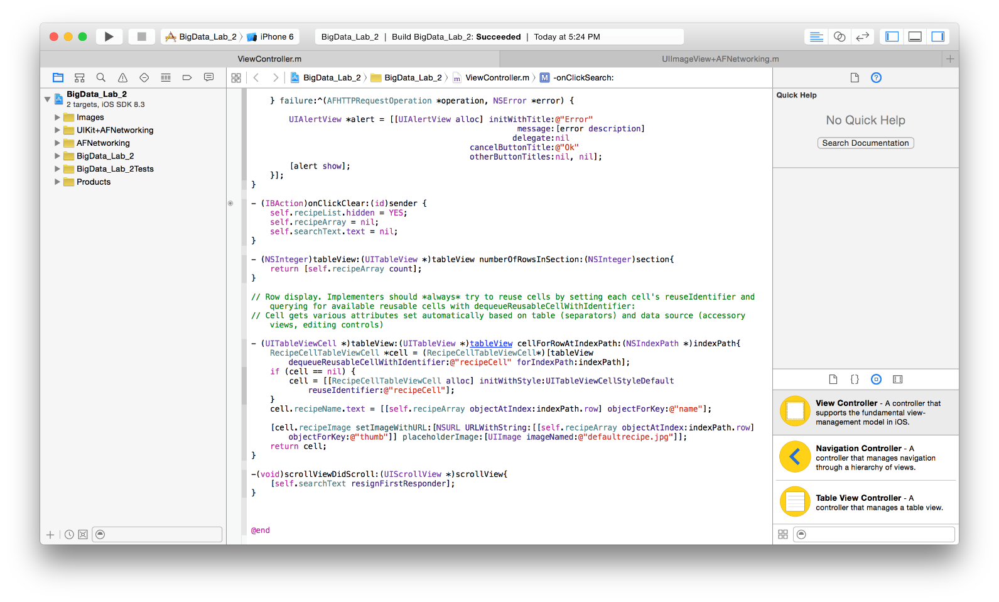 BigData_Lab_2 〉 iPhone 6
BigData_Lab_2 | Build BigData_Lab_2: Succeeded | Today at 5:24 PM
ViewController.m
UIImageView+AFNetworking.m
BigData_Lab_2 〉 BigData_Lab_2 〉 ViewController.m 〉 M -onClickSearch:
BigData_Lab_2
2 targets, iOS SDK 8.3
Images
UIKit+AFNetworking
AFNetworking
BigData_Lab_2
BigData_Lab_2Tests
Products
} failure:^(AFHTTPRequestOperation *operation, NSError *error) {
UIAlertView *alert = [[UIAlertView alloc] initWithTitle:@"Error"
message:[error description]
delegate:nil
cancelButtonTitle:@"Ok"
otherButtonTitles:nil, nil];
[alert show];
}];
}
- (IBAction)onClickClear:(id)sender {
self.recipeList.hidden = YES;
self.recipeArray = nil;
self.searchText.text = nil;
}
- (NSInteger)tableView:(UITableView *)tableView numberOfRowsInSection:(NSInteger)section{
return [self.recipeArray count];
}
// Row display. Implementers should *always* try to reuse cells by setting each cell's reuseIdentifier and
querying for available reusable cells with dequeueReusableCellWithIdentifier:
// Cell gets various attributes set automatically based on table (separators) and data source (accessory
views, editing controls)
- (UITableViewCell *)tableView:(UITableView *)tableView cellForRowAtIndexPath:(NSIndexPath *)indexPath{
RecipeCellTableViewCell *cell = (RecipeCellTableViewCell*)[tableView
dequeueReusableCellWithIdentifier:@"recipeCell" forIndexPath:indexPath];
if (cell == nil) {
cell = [[RecipeCellTableViewCell alloc] initWithStyle:UITableViewCellStyleDefault
reuseIdentifier:@"recipeCell"];
}
cell.recipeName.text = [[self.recipeArray objectAtIndex:indexPath.row] objectForKey:@"name"];
[cell.recipeImage setImageWithURL:[NSURL URLWithString:[[self.recipeArray objectAtIndex:indexPath.row]
objectForKey:@"thumb"]] placeholderImage:[UIImage imageNamed:@"defaultrecipe.jpg"]];
return cell;
}
-(void)scrollViewDidScroll:(UIScrollView *)scrollView{
[self.searchText resignFirstResponder];
}
@end
Quick Help
No Quick Help
Search Documentation
View Controller - A controller that
supports the fundamental view-
management model in iOS.
Navigation Controller - A
controller that manages navigation
through a hierarchy of views.
Table View Controller - A
controller that manages a table view.